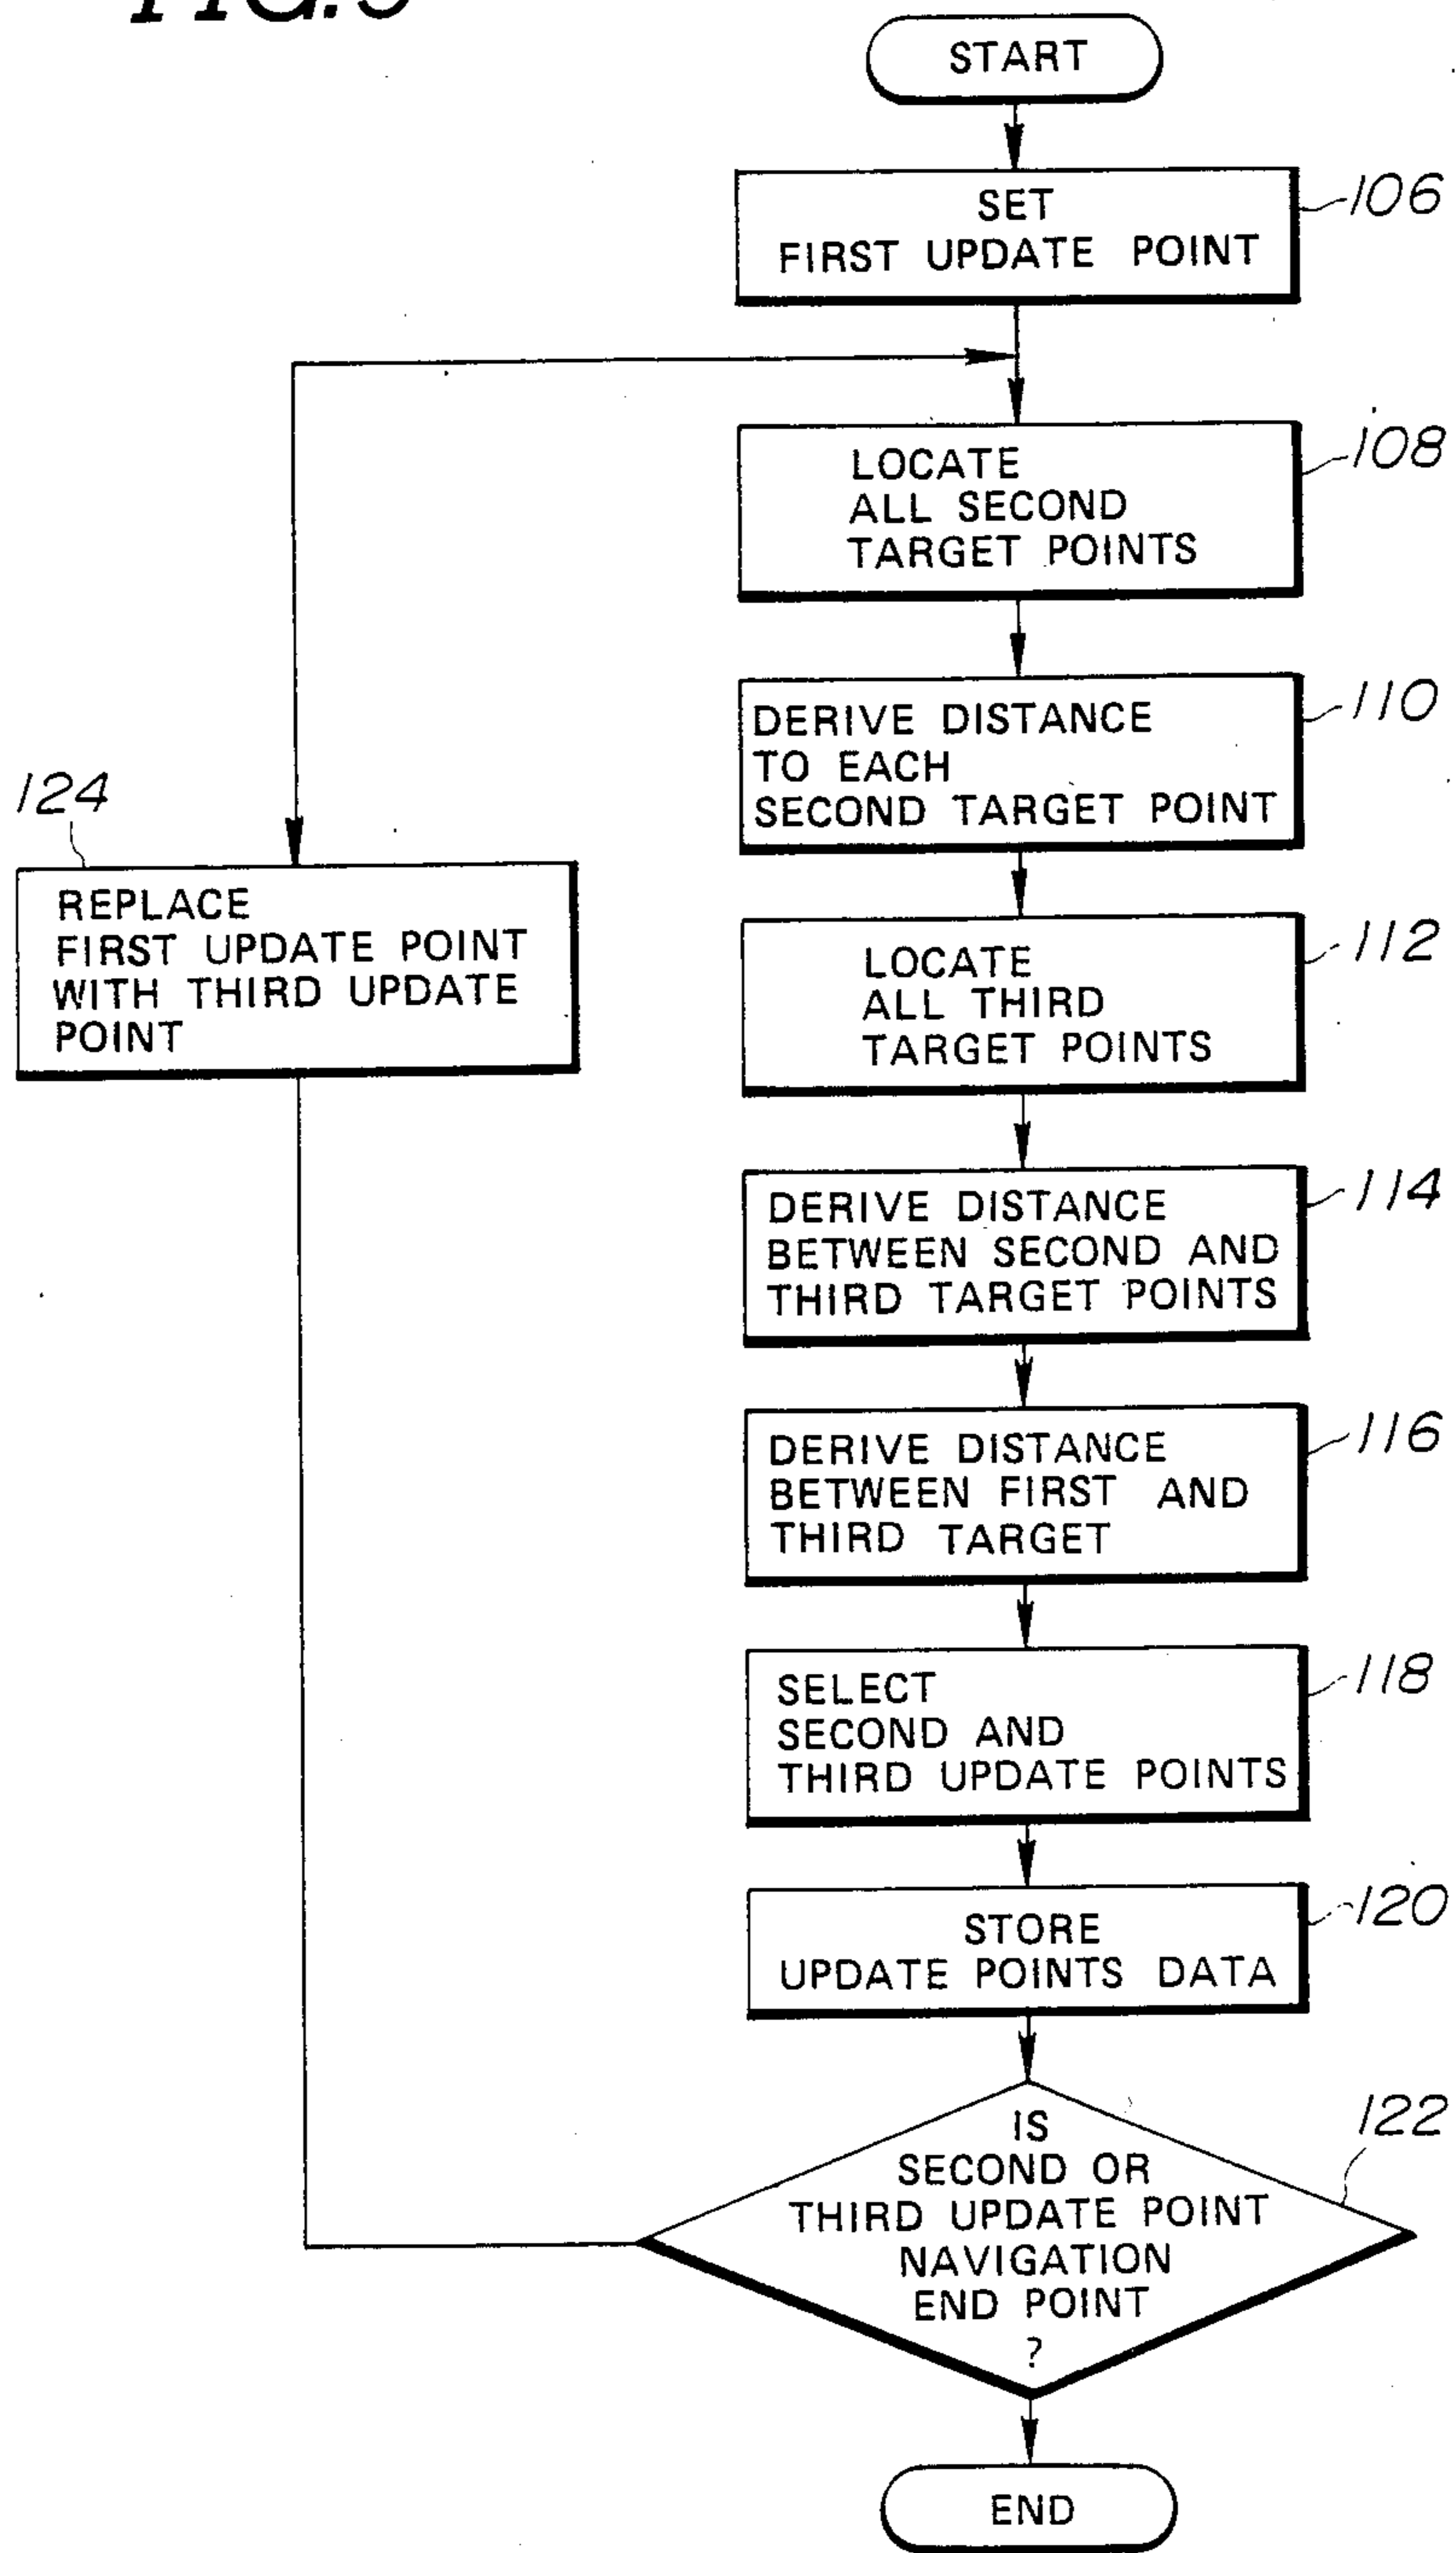 START
SET
FIRST UPDATE POINT
106
LOCATE
ALL SECOND
TARGET POINTS
108
DERIVE DISTANCE
TO EACH
SECOND TARGET POINT
110
124
REPLACE
FIRST UPDATE POINT
WITH THIRD UPDATE
POINT
LOCATE
ALL THIRD
TARGET POINTS
112
DERIVE DISTANCE
BETWEEN SECOND AND
THIRD TARGET POINTS
114
DERIVE DISTANCE
BETWEEN FIRST AND
THIRD TARGET
116
SELECT
SECOND AND
THIRD UPDATE POINTS
118
STORE
UPDATE POINTS DATA
120
IS
SECOND OR
THIRD UPDATE POINT
NAVIGATION
END POINT
?
122
END